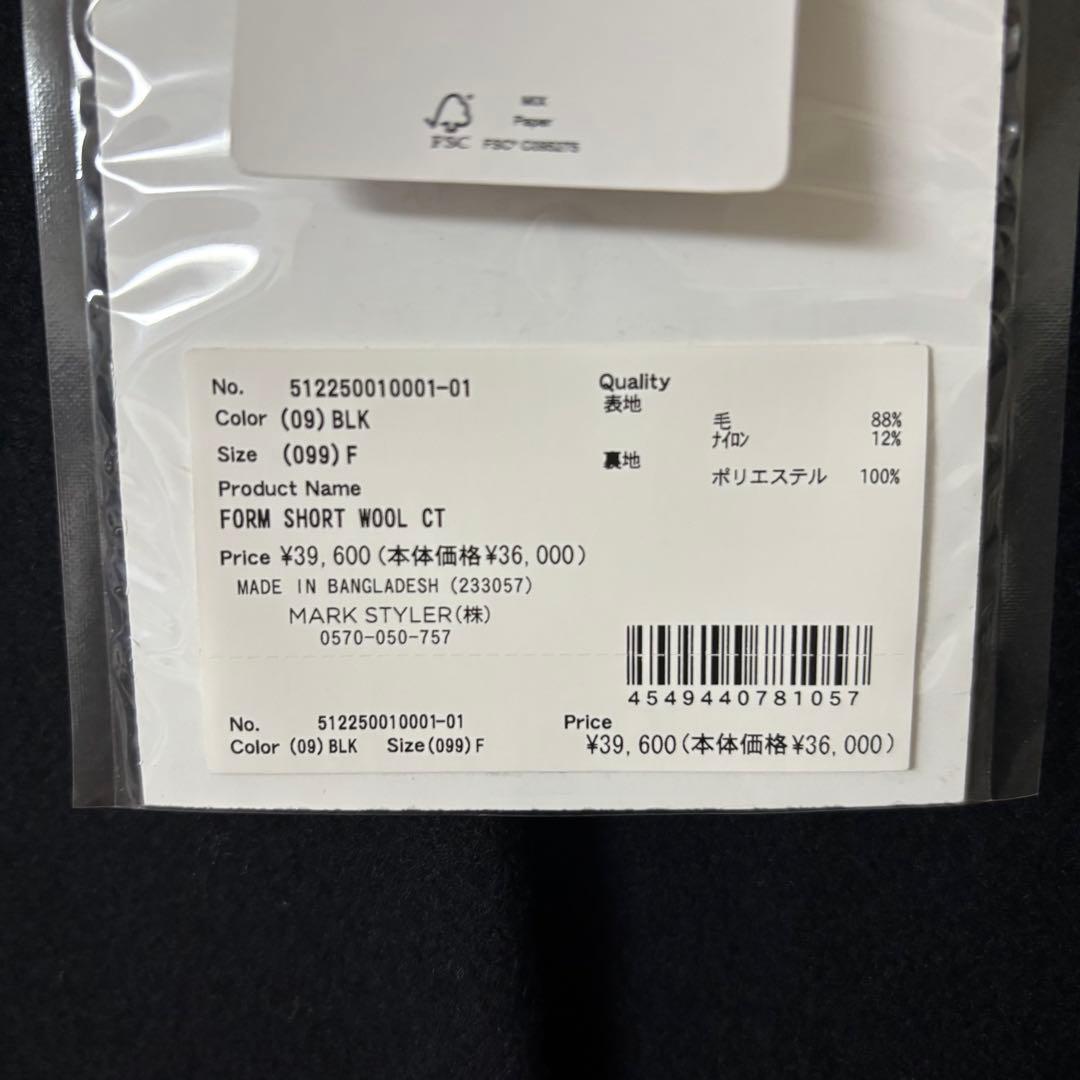 MIX
Paper
FSC
No. 512250010001-01
Color (09) BLK
Size (099) F
Product Name
FORM SHORT WOOL CT
Price ¥39,600(本体価格¥36,000)
MADE IN BANGLADESH (233057)
MARK STYLER(株)
0570-050-757
Quality
表地
毛 88%
ナイロン 12%
裏地
ポリエステル 100%
4549440781057
No. 512250010001-01
Color (09) BLK Size(099) F
Price
¥39,600(本体価格¥36,000)